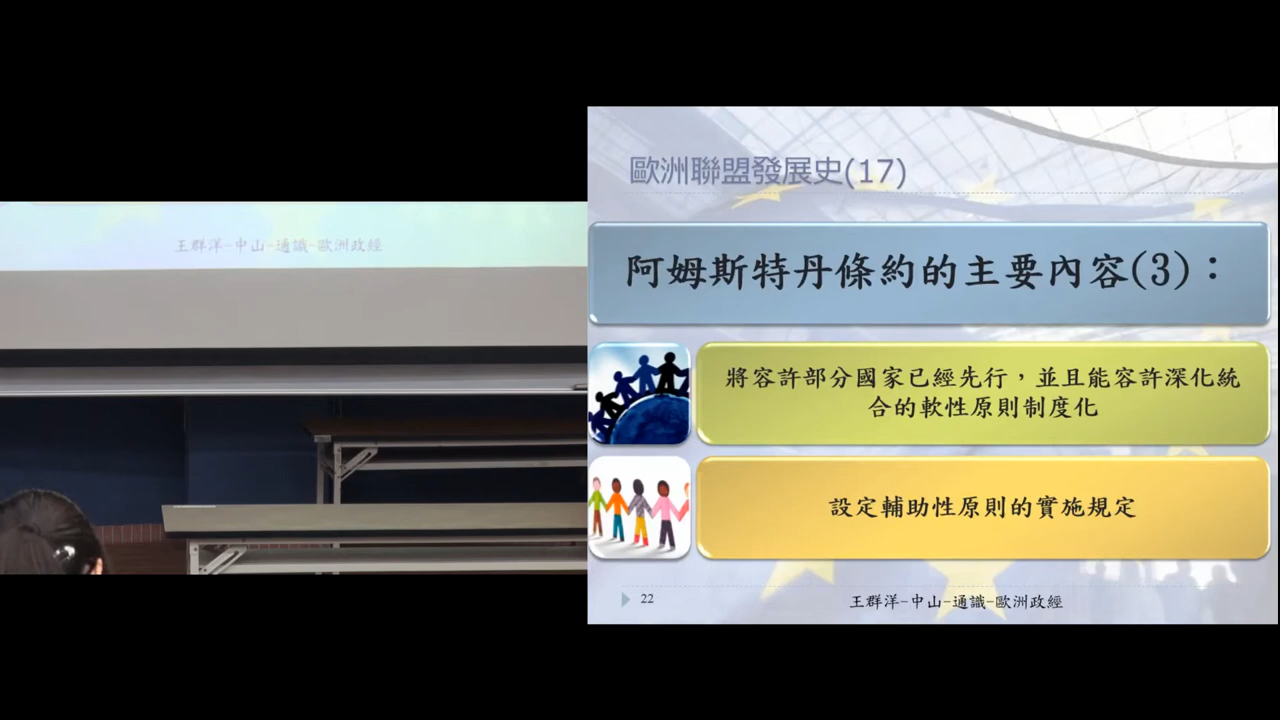 王群洋-中山-通識-歐洲政經
歐洲聯盟發展史(17)
阿姆斯特丹條約的主要內容(3)：
將容許部分國家已經先行，並且能容許深化統
合的軟性原則制度化
設定輔助性原則的實施規定
22
王群洋-中山-通識-歐洲政經